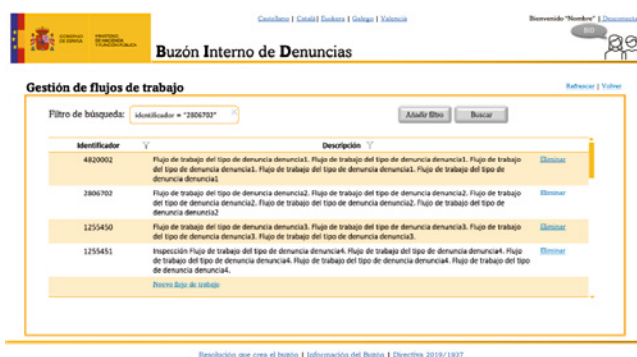 Castellano | Català | Euskara | Galego | Valencià
Bienvenido "Nombre" | Desconecta
GOBIERNO DE ESPAÑA
MINISTERIO DE HACIENDA Y FUNCIÓN PÚBLICA
BID
Buzón Interno de Denuncias
Gestión de flujos de trabajo
Refrescar | Volver
Filtro de búsqueda: identificador = "2806702" Añadir filtro Buscar
Identificador Descripción
4820002 Flujo de trabajo del tipo de denuncia denuncia1. Flujo de trabajo del tipo de denuncia denuncia1. Flujo de trabajo Eliminar
del tipo de denuncia denuncia1. Flujo de trabajo del tipo de denuncia denuncia1. Flujo de trabajo del tipo de
denuncia denuncia1
2806702 Flujo de trabajo del tipo de denuncia denuncia2. Flujo de trabajo del tipo de denuncia denuncia2. Flujo de trabajo Eliminar
del tipo de denuncia denuncia2. Flujo de trabajo del tipo de denuncia denuncia2. Flujo de trabajo del tipo de
denuncia denuncia2
1255450 Flujo de trabajo del tipo de denuncia denuncia3. Flujo de trabajo del tipo de denuncia denuncia3. Flujo de trabajo Eliminar
del tipo de denuncia denuncia3. Flujo de trabajo del tipo de denuncia denuncia3.
1255451 Inspección Flujo de trabajo del tipo de denuncia denuncia4. Flujo de trabajo del tipo de denuncia denuncia4. Flujo Eliminar
de trabajo del tipo de denuncia denuncia4. Flujo de trabajo del tipo de denuncia denuncia4. Flujo de trabajo del tipo
de denuncia denuncia4.
Nuevo flujo de trabajo
Resolución que crea el buzón | Información del Buzón | Directiva 2019/1937